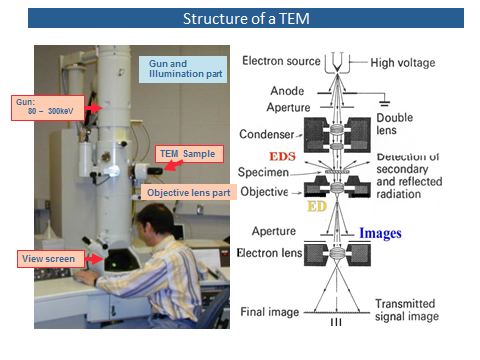 Structure of a TEM
Gun and
Illumination part
Gun:
80 – 300keV
TEM Sample
Objective lens part
View screen
Electron source
High voltage
Anode
Aperture
Double
lens
Condenser
EDS
Detection of
secondary
and reflected
radiation
Specimen
Objective
ED
Aperture
Images
Electron lens
Final image
Transmitted
signal image